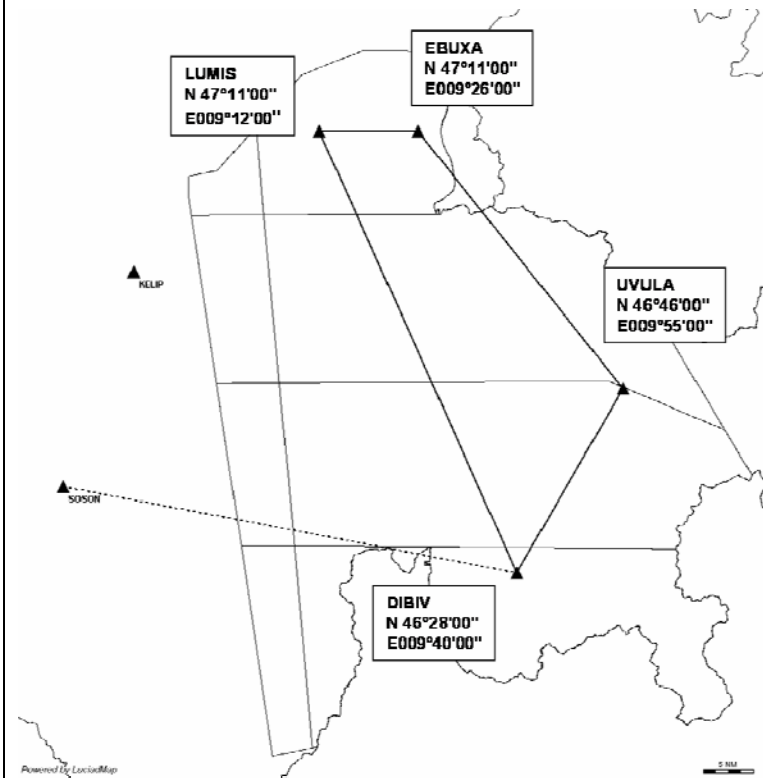 EBUXA
N 47°11'00"
E009°26'00"
LUMIS
N 47°11'00"
E009°12'00"
KELIP
UVULA
N 46°46'00"
E009°55'00"
SOSON
DIBIV
N 46°28'00"
E009°40'00"
Powered by LuciadMap
5 NM